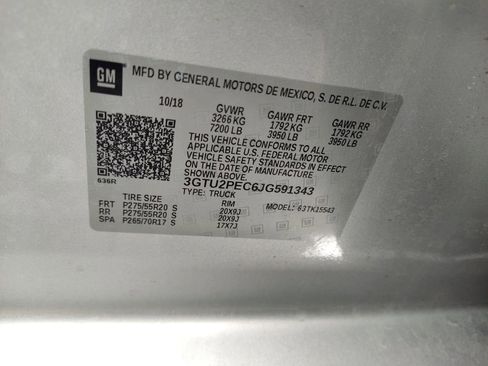 GM
MFD BY GENERAL MOTORS DE MEXICO, S. DE R.L. DE C.V.
10/18 GVWR GAWR FRT GAWR RR
3266 KG 1792 KG 1792 KG
7200 LB 3950 LB 3950 LB
THIS VEHICLE CONFORMS TO ALL
APPLICABLE U.S. FEDERAL MOTOR
VEHICLE SAFETY STANDARDS IN EFFECT
ON THE DATE OF MANUFACTURE
SHOWN ABOVE.
3GTU2PEC6JG591343
636R TYPE: TRUCK
TIRE SIZE RIM MODEL: 63TK15543
FRT P275/55R20 S 20X9J
RR P275/55R20 S 20X9J
SPA P265/70R17 S 17X7J